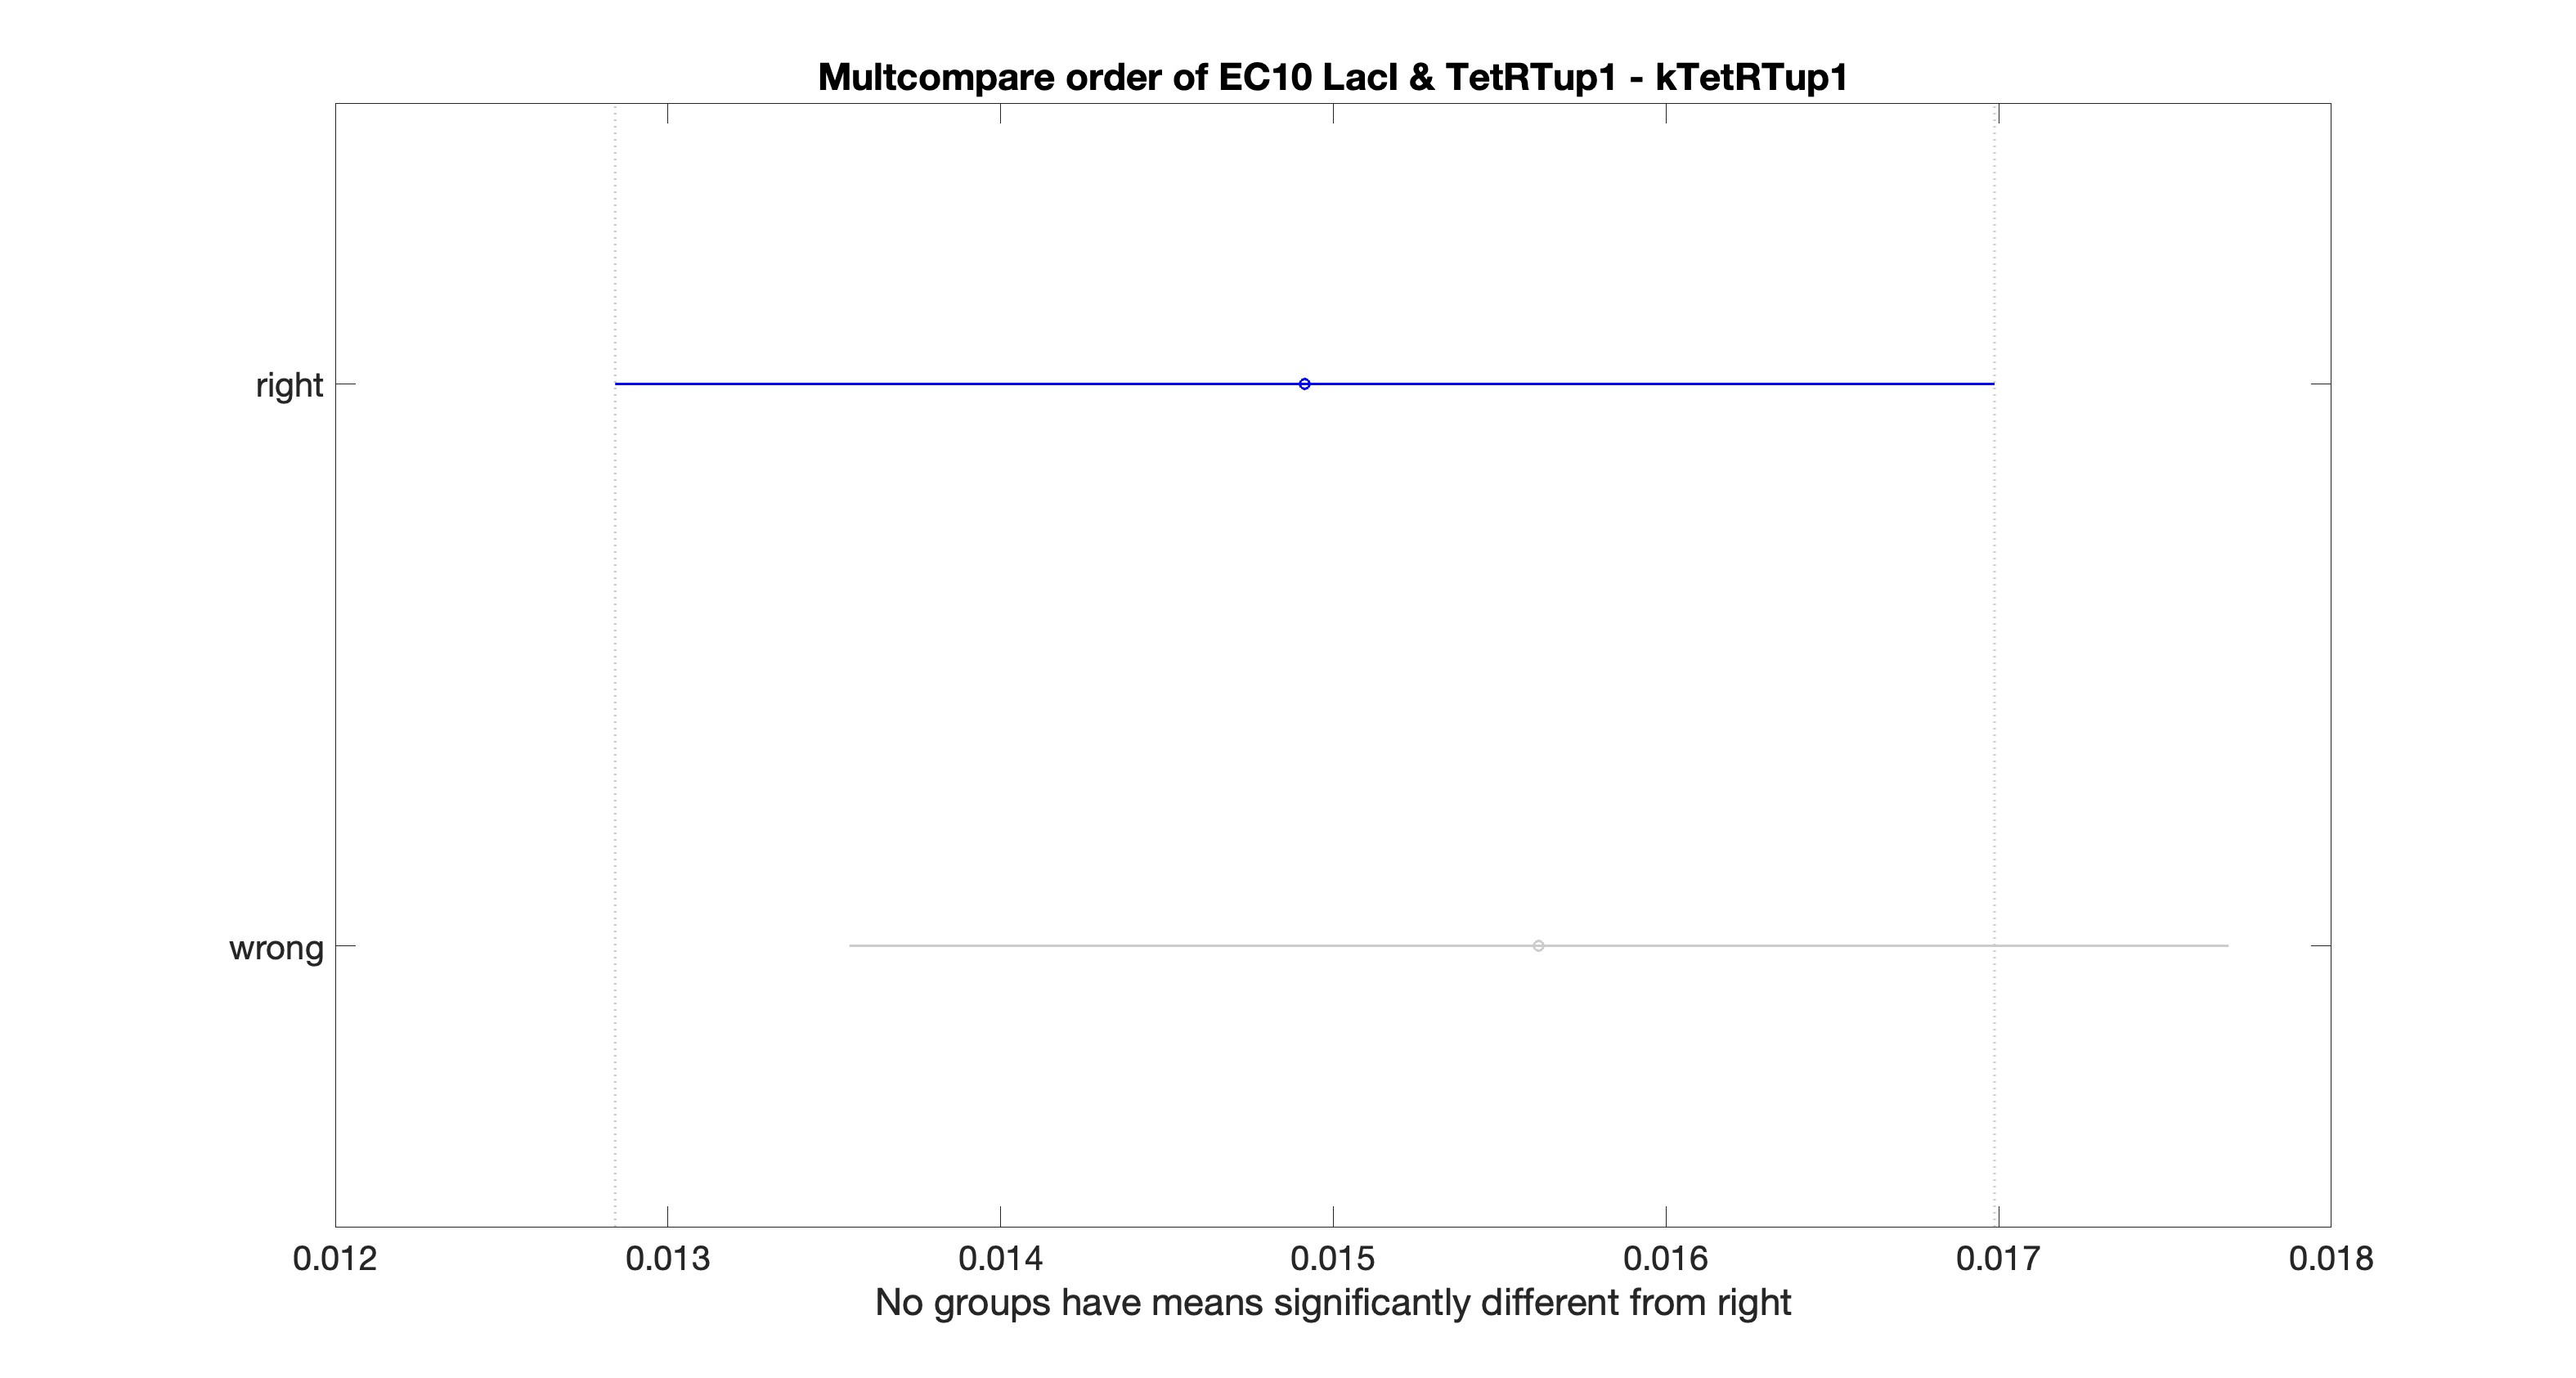 Multcompare order of EC10 LacI & TetRTup1 - kTetRTup1
right
wrong
0.012 0.013 0.014 0.015 0.016 0.017 0.018
No groups have means significantly different from right